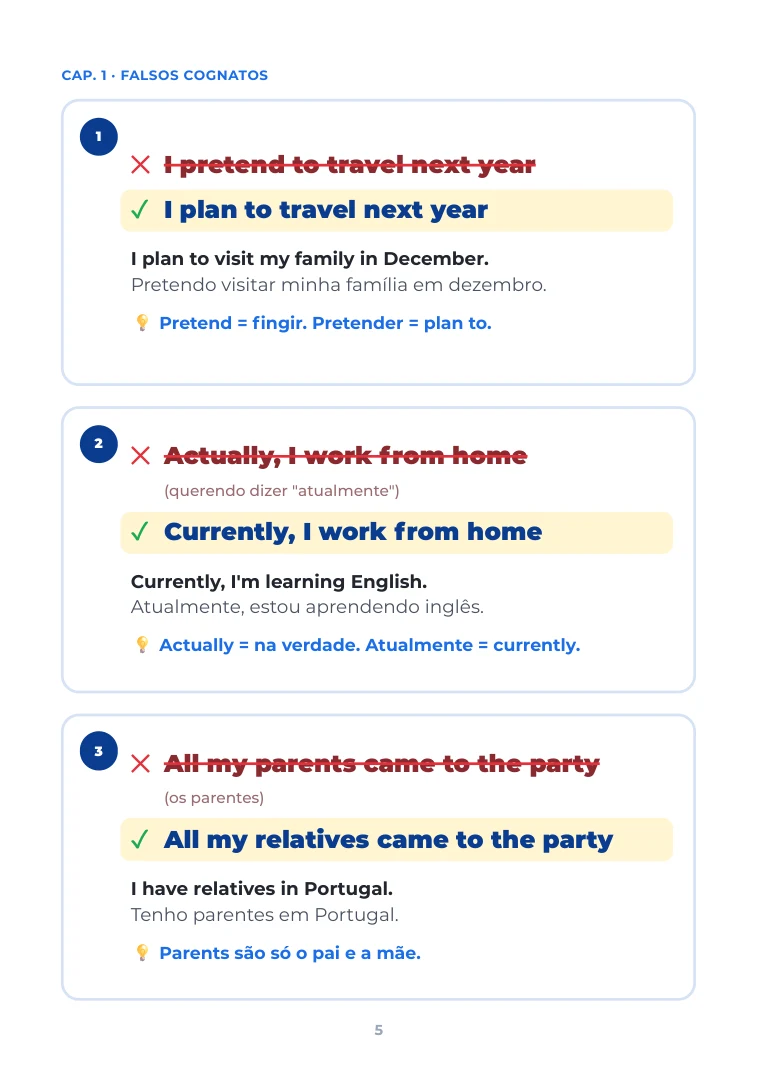 CAP. 1 · FALSOS COGNATOS
1
❌ I pretend to travel next year
✓ I plan to travel next year
I plan to visit my family in December.
Pretendo visitar minha família em dezembro.
💡 Pretend = fingir. Pretender = plan to.
2
❌ Actually, I work from home
(querendo dizer "atualmente")
✓ Currently, I work from home
Currently, I'm learning English.
Atualmente, estou aprendendo inglês.
💡 Actually = na verdade. Atualmente = currently.
3
❌ All my parents came to the party
(os parentes)
✓ All my relatives came to the party
I have relatives in Portugal.
Tenho parentes em Portugal.
💡 Parents são só o pai e a mãe.
5